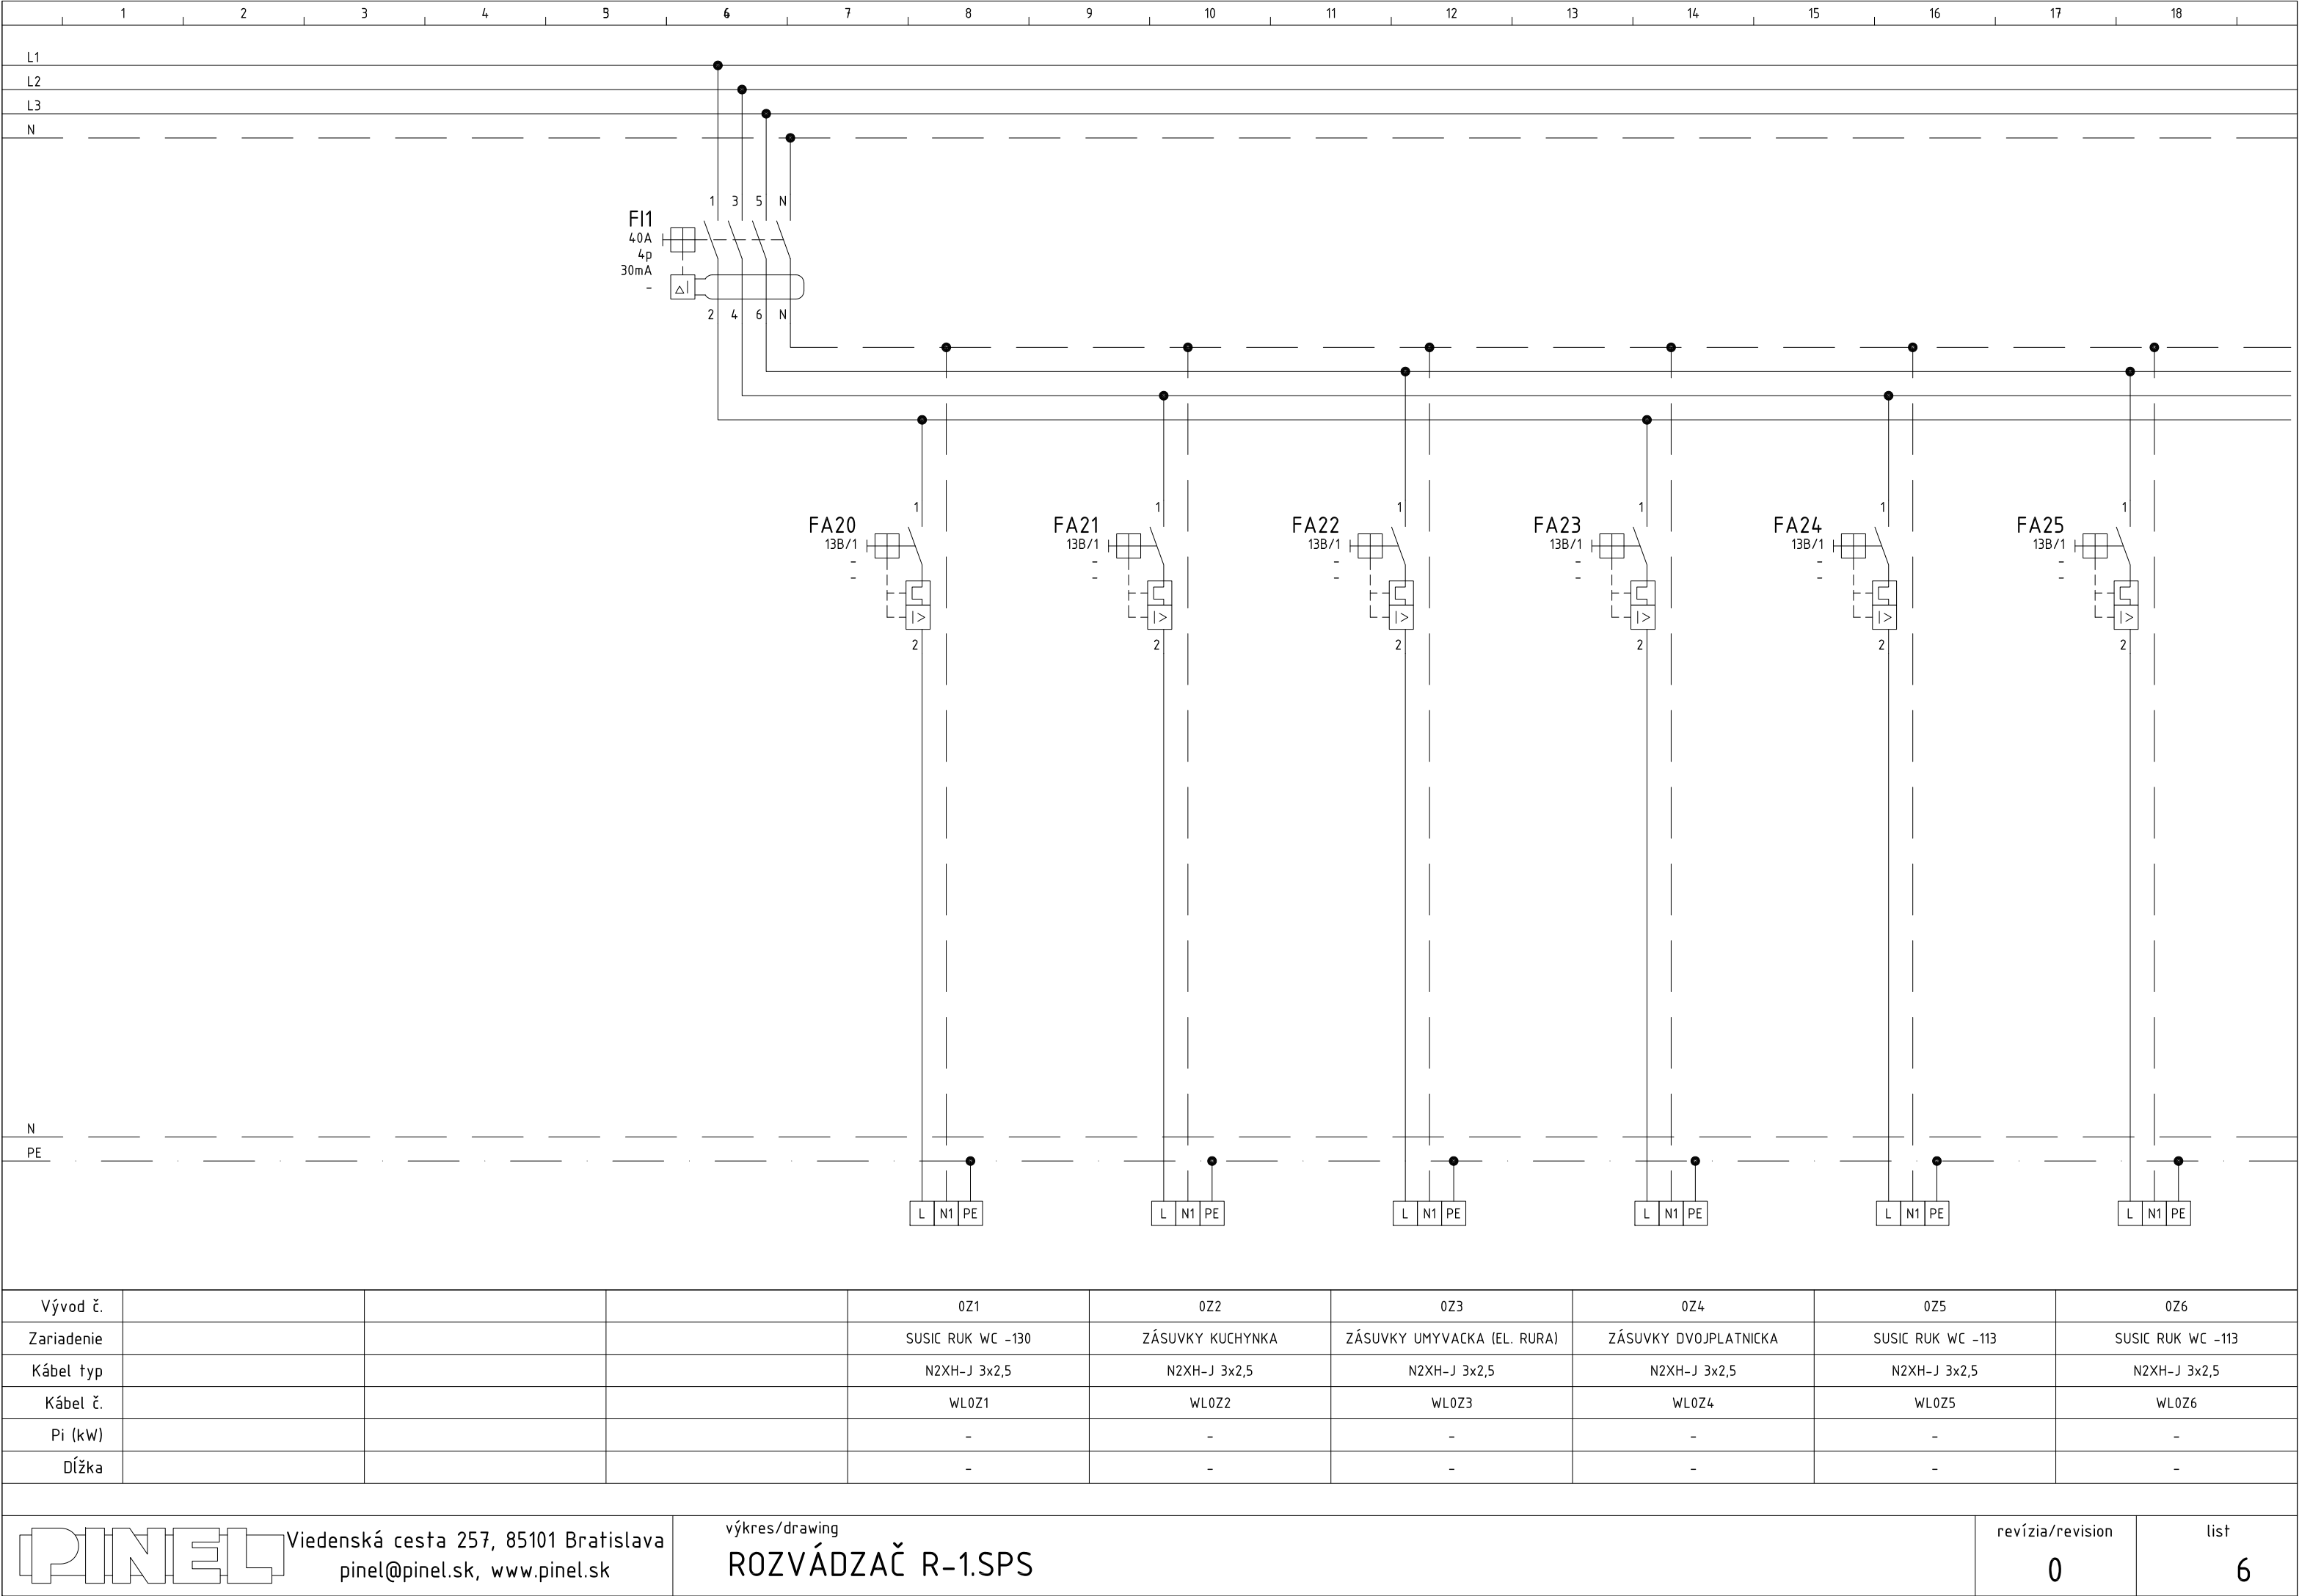 1 2 3 4 5 6 7 8 9 10 11 12 13 14 15 16 17 18
L1
L2
L3
N
1 3 5 N
FI1
40A
4p
30mA
-
2 4 6 N
1 1 1 1 1 1
FA20 FA21 FA22 FA23 FA24 FA25
13B/1 13B/1 13B/1 13B/1 13B/1 13B/1
- - - - - -
- - - - - -
2 2 2 2 2 2
N
PE
L N1 PE L N1 PE L N1 PE L N1 PE L N1 PE L N1 PE
Vývod č. 0Z1 0Z2 0Z3 0Z4 0Z5 0Z6
Zariadenie SUSIC RUK WC -130 ZÁSUVKY KUCHYNKA ZÁSUVKY UMYVACKA (EL. RURA) ZÁSUVKY DVOJPLATNICKA SUSIC RUK WC -113 SUSIC RUK WC -113
Kábel typ N2XH-J 3x2,5 N2XH-J 3x2,5 N2XH-J 3x2,5 N2XH-J 3x2,5 N2XH-J 3x2,5 N2XH-J 3x2,5
Kábel č. WL0Z1 WL0Z2 WL0Z3 WL0Z4 WL0Z5 WL0Z6
Pi (kW) - - - - - -
Dĺžka - - - - - -
PINEL
Viedenská cesta 257, 85101 Bratislava
pinel@pinel.sk, www.pinel.sk
výkres/drawing
ROZVÁDZAČ R-1.SPS
revízia/revision
0
list
6